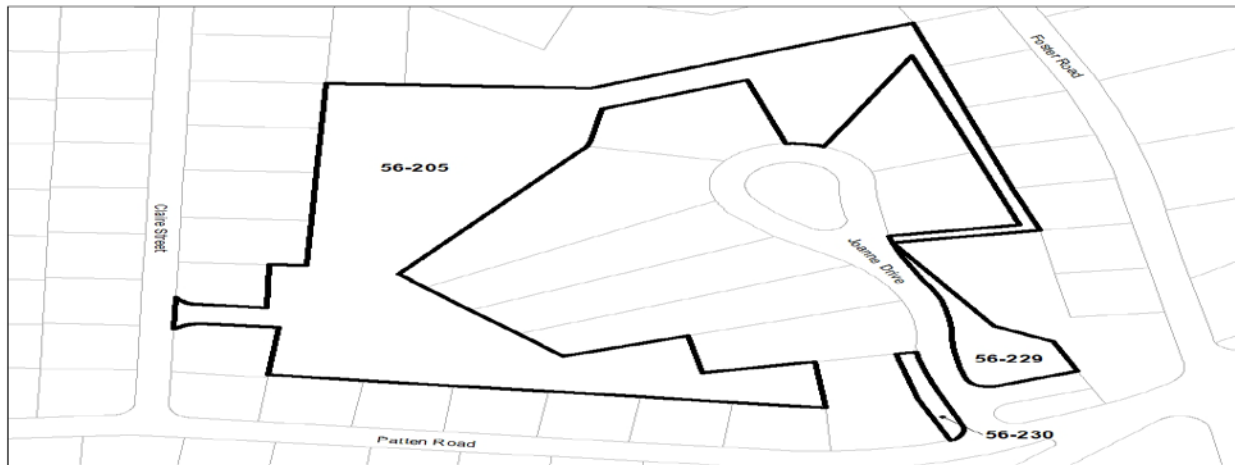 Foster Road
56-205
Claire Street
Joanne Drive
56-229
56-230
Patten Road